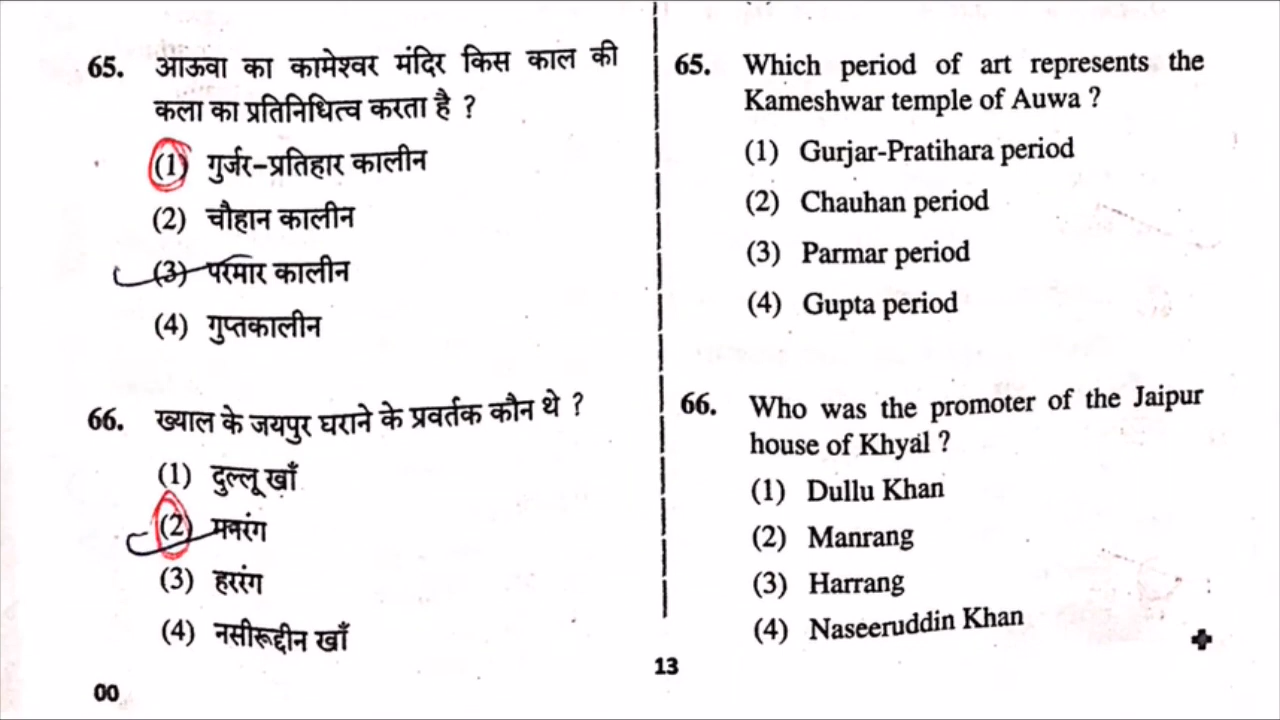 65. आऊवा का कामेश्वर मंदिर किस काल की
कला का प्रतिनिधित्व करता है ?
(1) गुर्जर-प्रतिहार कालीन
(2) चौहान कालीन
(3) परमार कालीन
(4) गुप्तकालीन
66. ख्याल के जयपुर घराने के प्रवर्तक कौन थे ?
(1) दुल्लू खाँ
(2) मनरंग
(3) हररंग
(4) नसीरूद्दीन खाँ
65. Which period of art represents the
Kameshwar temple of Auwa ?
(1) Gurjar-Pratihara period
(2) Chauhan period
(3) Parmar period
(4) Gupta period
66. Who was the promoter of the Jaipur
house of Khyal ?
(1) Dullu Khan
(2) Manrang
(3) Harrang
(4) Naseeruddin Khan
00
13